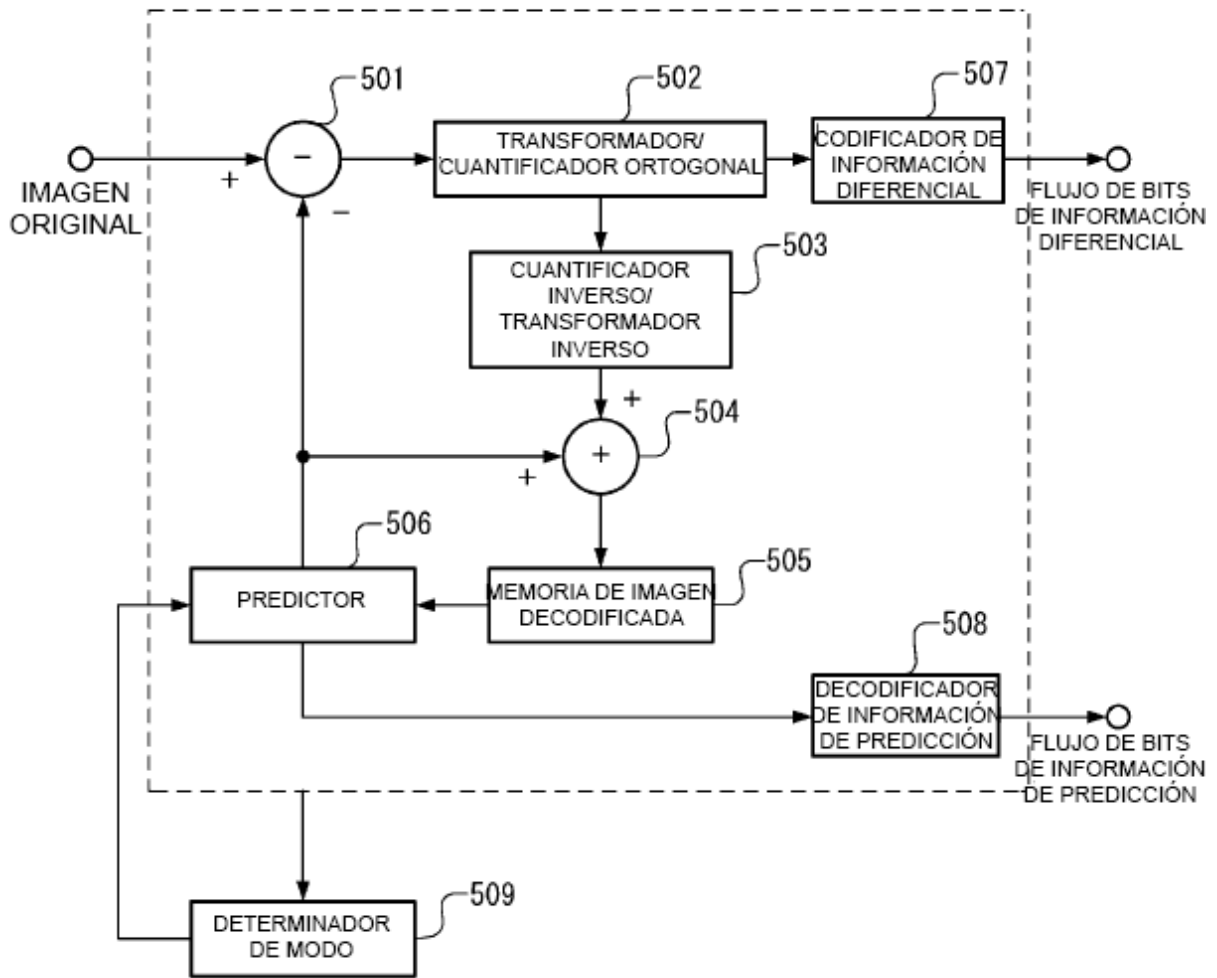 501
502
507
TRANSFORMADOR/
CUANTIFICADOR ORTOGONAL
CODIFICADOR DE
INFORMACIÓN
DIFERENCIAL
−
+
−
IMAGEN
ORIGINAL
FLUJO DE BITS
DE INFORMACIÓN
DIFERENCIAL
503
CUANTIFICADOR
INVERSO/
TRANSFORMADOR
INVERSO
+
504
+
+
506
505
PREDICTOR
MEMORIA DE IMAGEN
DECODIFICADA
508
DECODIFICADOR
DE INFORMACIÓN
DE PREDICCIÓN
FLUJO DE BITS
DE INFORMACIÓN
DE PREDICCIÓN
509
DETERMINADOR
DE MODO